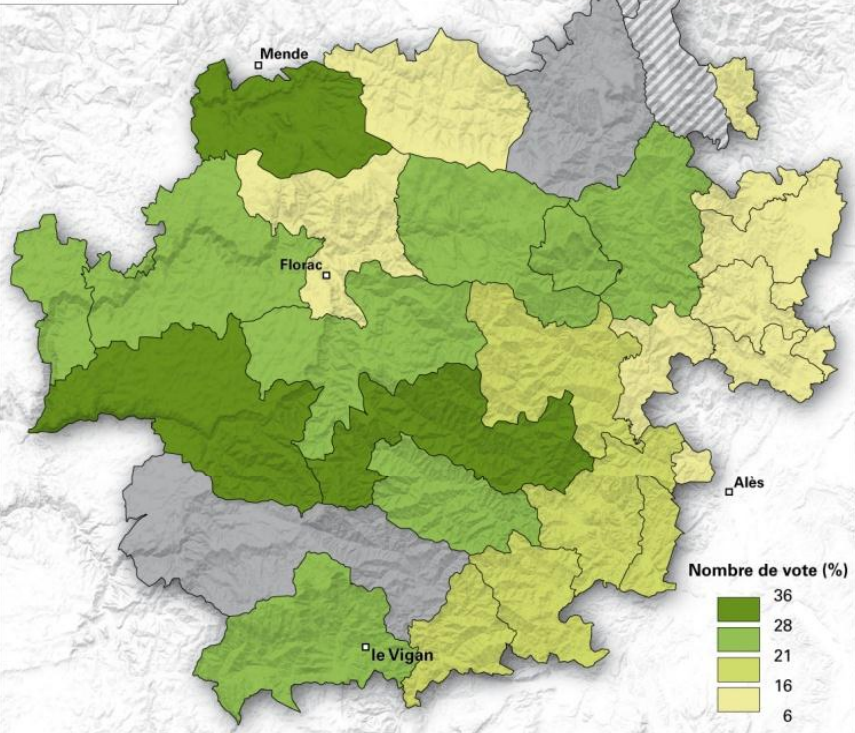 Mende
Florac
Alès
le Vigan
Nombre de vote (%)
36
28
21
16
6